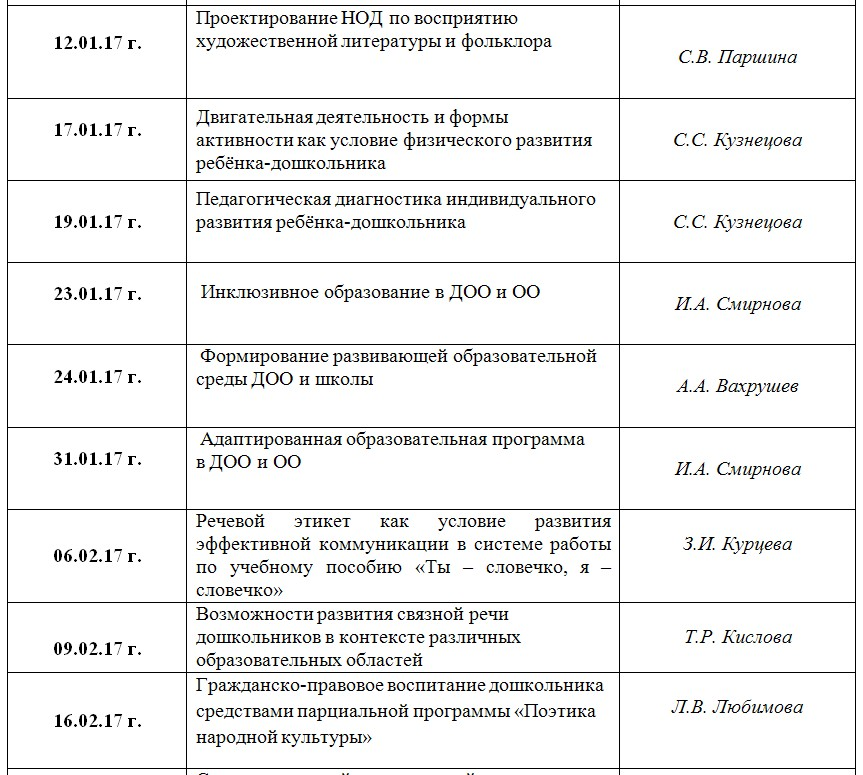 12.01.17 г.
Проектирование НОД по восприятию
художественной литературы и фольклора
С.В. Паршина
17.01.17 г.
Двигательная деятельность и формы
активности как условие физического развития
ребёнка-дошкольника
С.С. Кузнецова
19.01.17 г.
Педагогическая диагностика индивидуального
развития ребёнка-дошкольника
С.С. Кузнецова
23.01.17 г.
Инклюзивное образование в ДОО и ОО
И.А. Смирнова
24.01.17 г.
Формирование развивающей образовательной
среды ДОО и школы
А.А. Вахрушев
31.01.17 г.
Адаптированная образовательная программа
в ДОО и ОО
И.А. Смирнова
06.02.17 г.
Речевой этикет как условие развития
эффективной коммуникации в системе работы
по учебному пособию «Ты – словечко, я –
словечко»
З.И. Курцева
09.02.17 г.
Возможности развития связной речи
дошкольников в контексте различных
образовательных областей
Т.Р. Кислова
16.02.17 г.
Гражданско-правовое воспитание дошкольника
средствами парциальной программы «Поэтика
народной культуры»
Л.В. Любимова